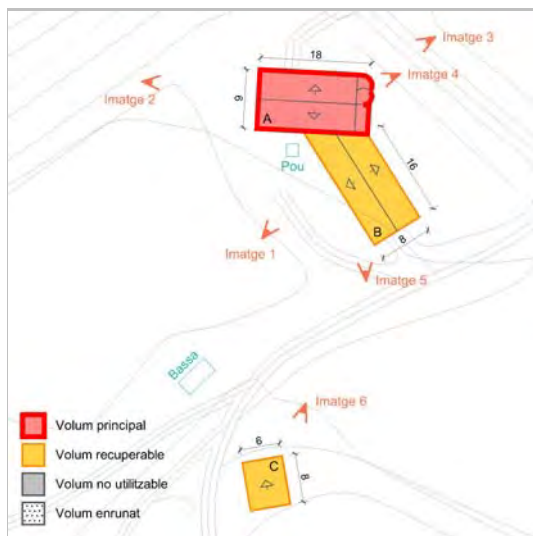 Imatge 3
18
Imatge 4
Imatge 2
9
A
Pou
16
B
8
Imatge 1
Imatge 5
Bassa
Imatge 6
6
C
8
Volum principal
Volum recuperable
Volum no utilitzable
Volum enrunat